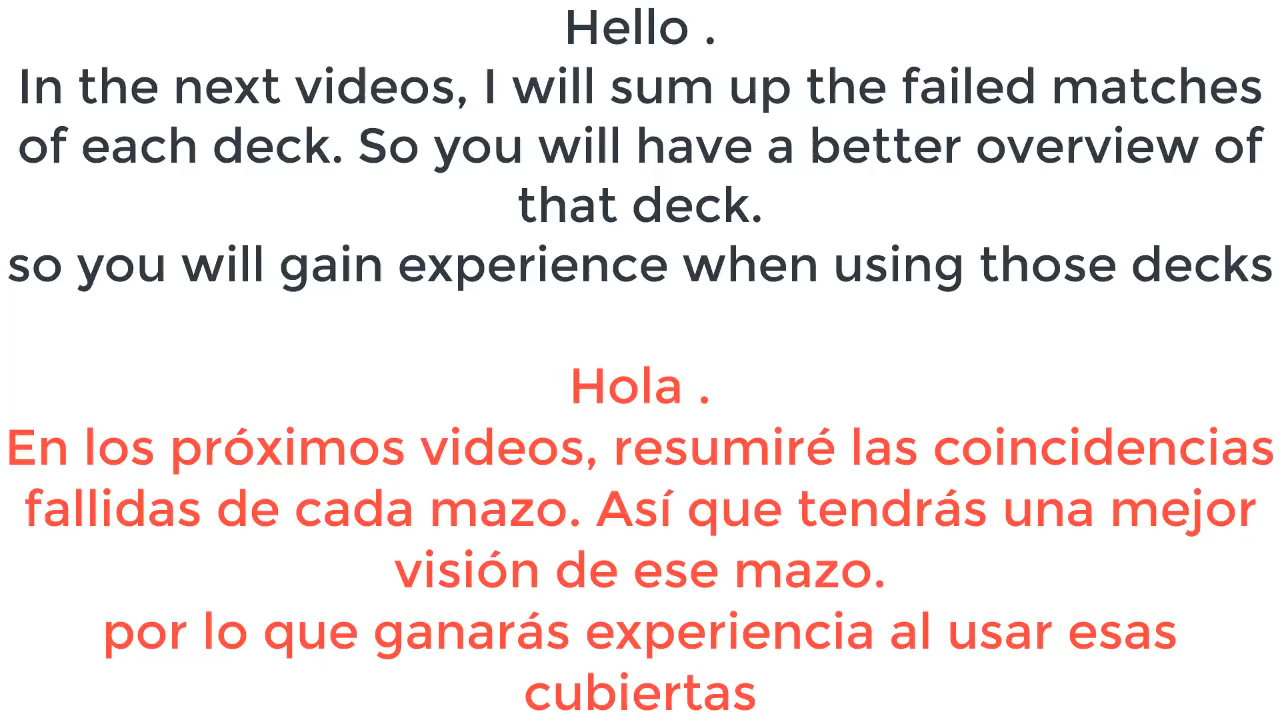 Hello .
In the next videos, I will sum up the failed matches
of each deck. So you will have a better overview of
that deck.
so you will gain experience when using those decks
Hola .
En los próximos videos, resumiré las coincidencias
fallidas de cada mazo. Así que tendrás una mejor
visión de ese mazo.
por lo que ganarás experiencia al usar esas
cubiertas